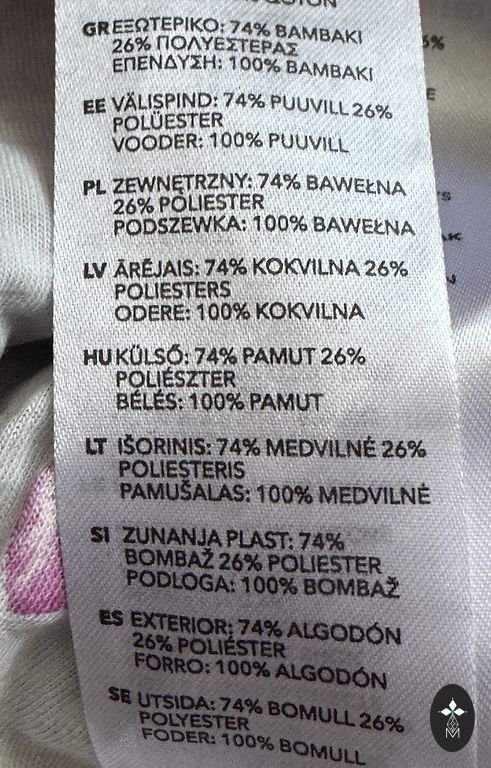 GR ΕΞΩΤΕΡΙΚΟ: 74% ΒΑΜΒΑΚΙ
26% ΠΟΛΥΕΣΤΕΡΑΣ
ΕΠΕΝΔΥΣΗ: 100% ΒΑΜΒΑΚΙ
EE VÄLISPIND: 74% PUUVILL 26%
POLÜESTER
VOODER: 100% PUUVILL
PL ZEWNĘTRZNY: 74% BAWEŁNA
26% POLIESTER
PODSZEWKA: 100% BAWEŁNA
LV ĀRĒJAIS: 74% KOKVILNA 26%
POLIESTERS
ODERE: 100% KOKVILNA
HU KÜLSŐ: 74% PAMUT 26%
POLIÉSZTER
BÉLÉS: 100% PAMUT
LT IŠORINIS: 74% MEDVILNĖ 26%
POLIESTERIS
PAMUŠALAS: 100% MEDVILNĖ
SI ZUNANJA PLAST: 74%
BOMBAŽ 26% POLIESTER
PODLOGA: 100% BOMBAŽ
ES EXTERIOR: 74% ALGODÓN
26% POLIÉSTER
FORRO: 100% ALGODÓN
SE UTSIDA: 74% BOMULL 26%
POLYESTER
FODER: 100% BOMULL